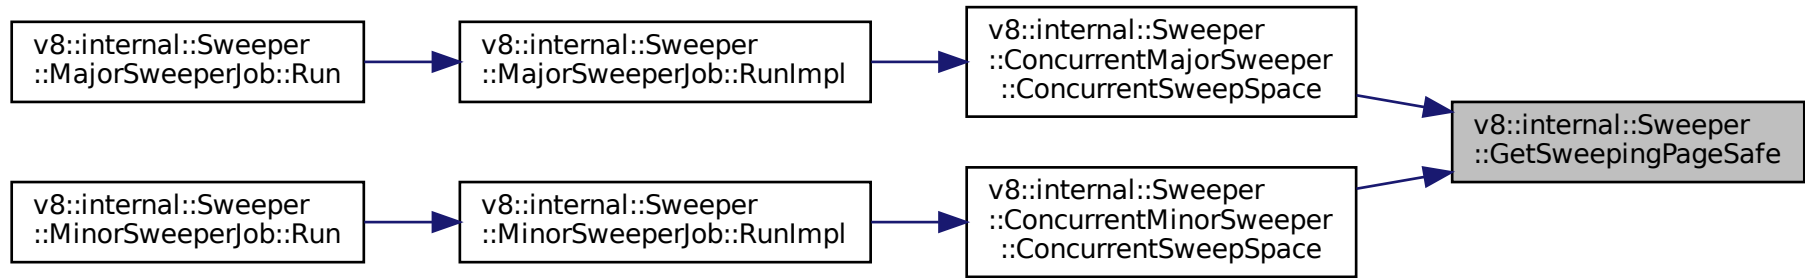 v8::internal::Sweeper
::MajorSweeperJob::Run
v8::internal::Sweeper
::MajorSweeperJob::RunImpl
v8::internal::Sweeper
::ConcurrentMajorSweeper
::ConcurrentSweepSpace
v8::internal::Sweeper
::GetSweepingPageSafe
v8::internal::Sweeper
::MinorSweeperJob::Run
v8::internal::Sweeper
::MinorSweeperJob::RunImpl
v8::internal::Sweeper
::ConcurrentMinorSweeper
::ConcurrentSweepSpace